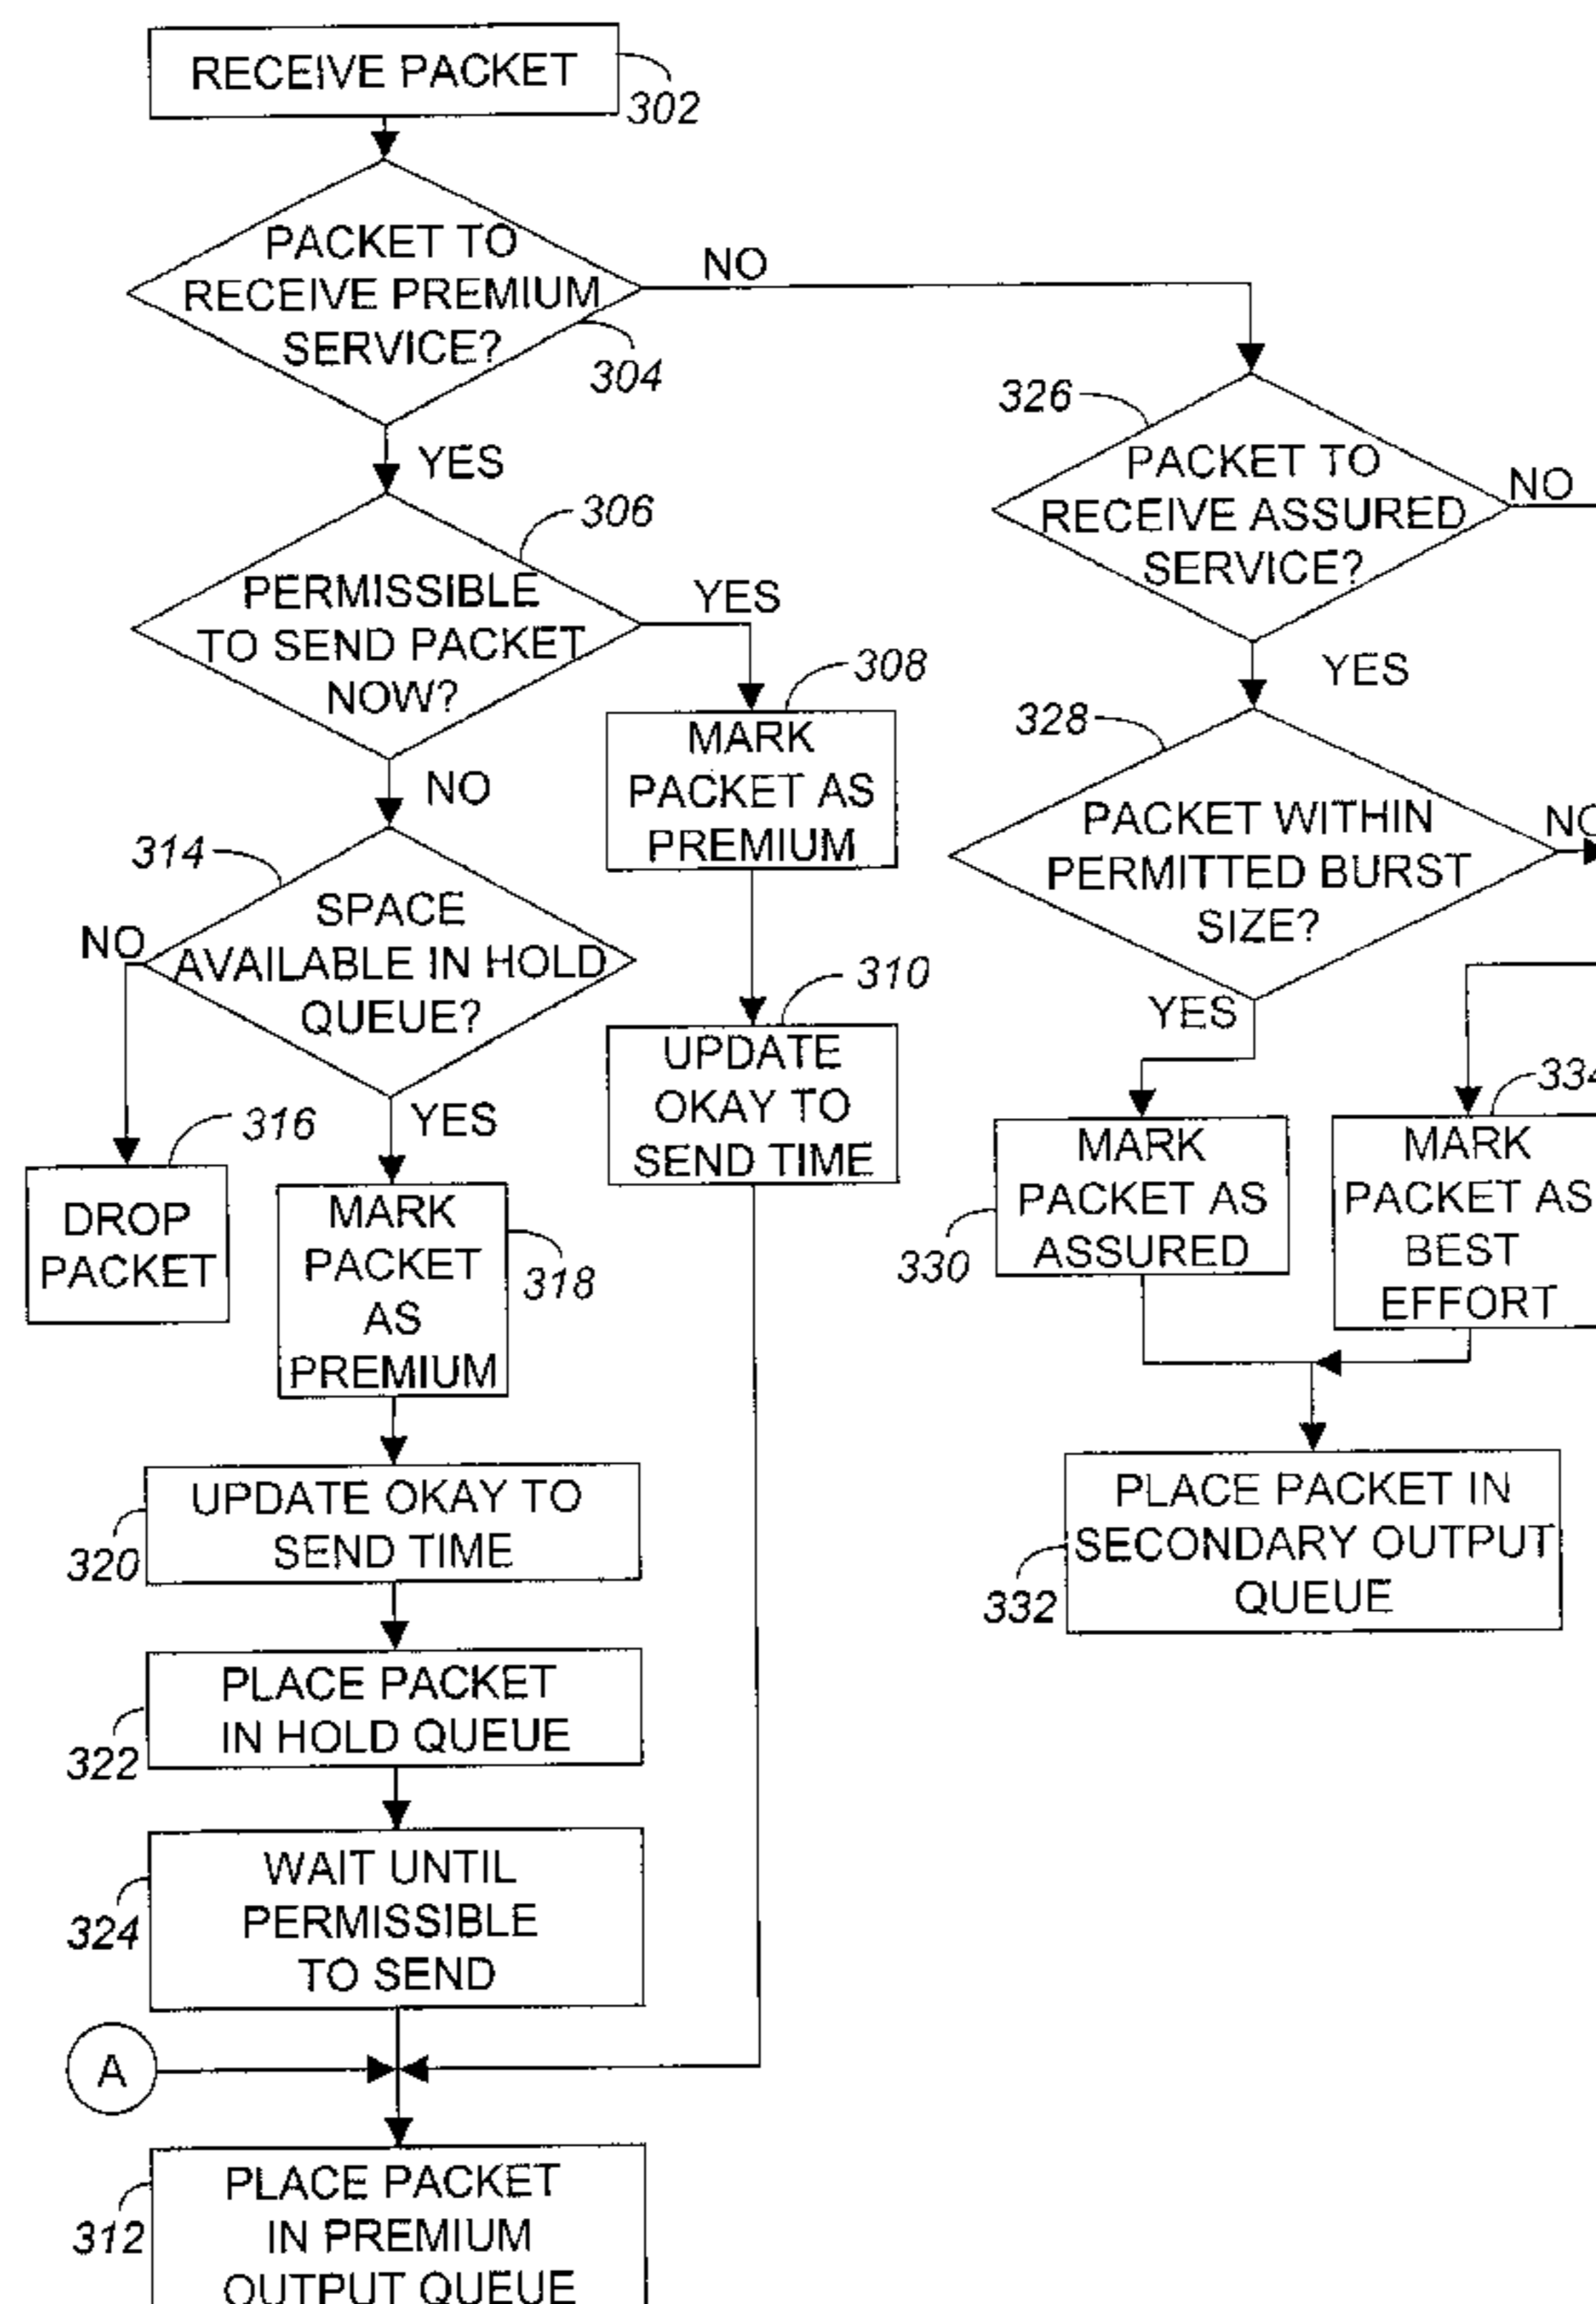 RECEIVE PACKET
302
PACKET TO
RECEIVE PREMIUM
SERVICE?
304
NO
YES
306
PERMISSIBLE
TO SEND PACKET
NOW?
YES
308
MARK
PACKET AS
PREMIUM
NO
314
SPACE
AVAILABLE IN HOLD
QUEUE?
NO
310
UPDATE
OKAY TO
SEND TIME
YES
316
DROP
PACKET
MARK
PACKET
AS
PREMIUM
318
UPDATE OKAY TO
SEND TIME
320
PLACE PACKET
IN HOLD QUEUE
322
WAIT UNTIL
PERMISSIBLE
TO SEND
324
A
PLACE PACKET
IN PREMIUM
OUTPUT QUEUE
312
326
PACKET TO
RECEIVE ASSURED
SERVICE?
NO
YES
328
PACKET WITHIN
PERMITTED BURST
SIZE?
NO
YES
MARK
PACKET AS
ASSURED
330
334
MARK
PACKET AS
BEST
EFFORT
PLACE PACKET IN
SECONDARY OUTPUT
QUEUE
332